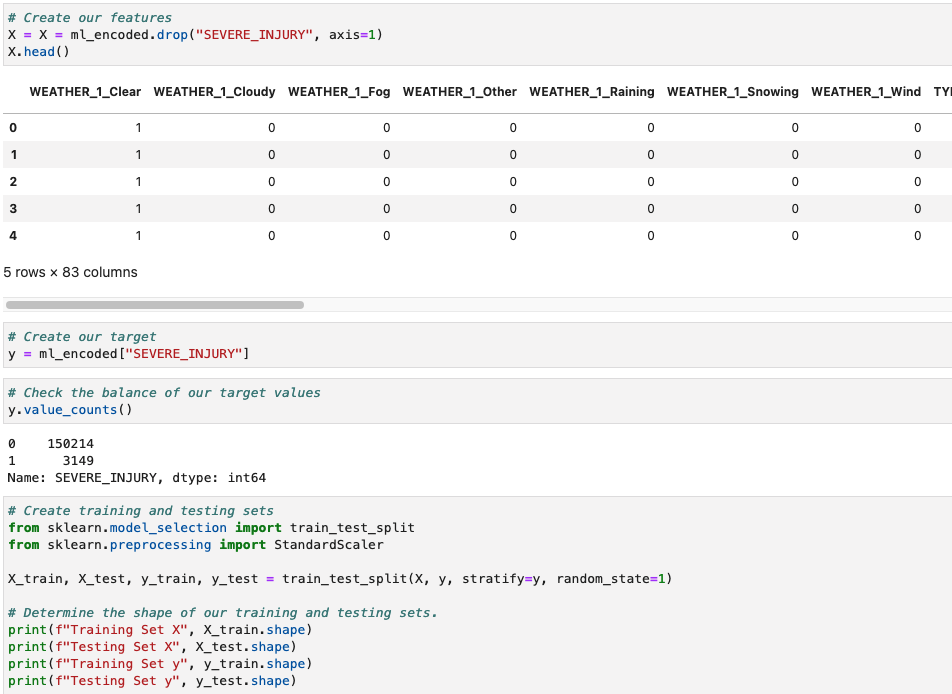 # Create our features
X = X = ml_encoded.drop("SEVERE_INJURY", axis=1)
X.head()
WEATHER_1_Clear WEATHER_1_Cloudy WEATHER_1_Fog WEATHER_1_Other WEATHER_1_Raining WEATHER_1_Snowing WEATHER_1_Wind TY
0 1 0 0 0 0 0 0
1 1 0 0 0 0 0 0
2 1 0 0 0 0 0 0
3 1 0 0 0 0 0 0
4 1 0 0 0 0 0 0
5 rows × 83 columns
# Create our target
y = ml_encoded["SEVERE_INJURY"]
# Check the balance of our target values
y.value_counts()
0 150214
1 3149
Name: SEVERE_INJURY, dtype: int64
# Create training and testing sets
from sklearn.model_selection import train_test_split
from sklearn.preprocessing import StandardScaler
X_train, X_test, y_train, y_test = train_test_split(X, y, stratify=y, random_state=1)
# Determine the shape of our training and testing sets.
print(f"Training Set X", X_train.shape)
print(f"Testing Set X", X_test.shape)
print(f"Training Set y", y_train.shape)
print(f"Testing Set y", y_test.shape)